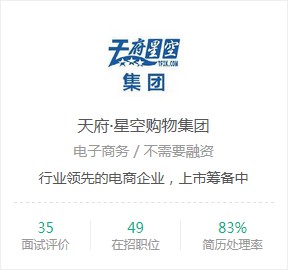 天府星空
TFXK.COM
集团
天府·星空购物集团
电子商务 / 不需要融资
行业领先的电商企业，上市筹备中
35
49
83%
面试评价
在招职位
简历处理率